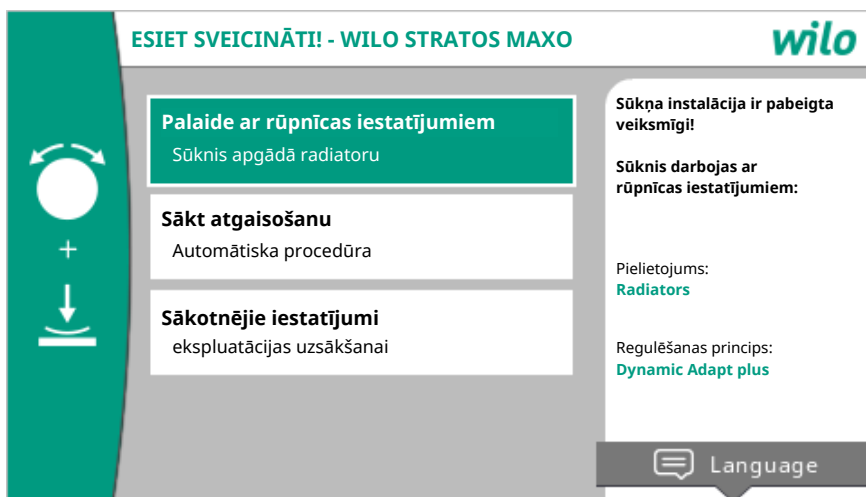 ESIET SVEICINĀTI! - WILO STRATOS MAXO
wilo
Palaide ar rūpnīcas iestatījumiem
Sūknis apgādā radiatoru
Sākt atgaisošanu
Automātiska procedūra
Sākotnējie iestatījumi
ekspluatācijas uzsākšanai
Sūkņa instalācija ir pabeigta
veiksmīgi!
Sūknis darbojas ar
rūpnīcas iestatījumiem:
Pielietojums:
Radiators
Regulēšanas princips:
Dynamic Adapt plus
Language